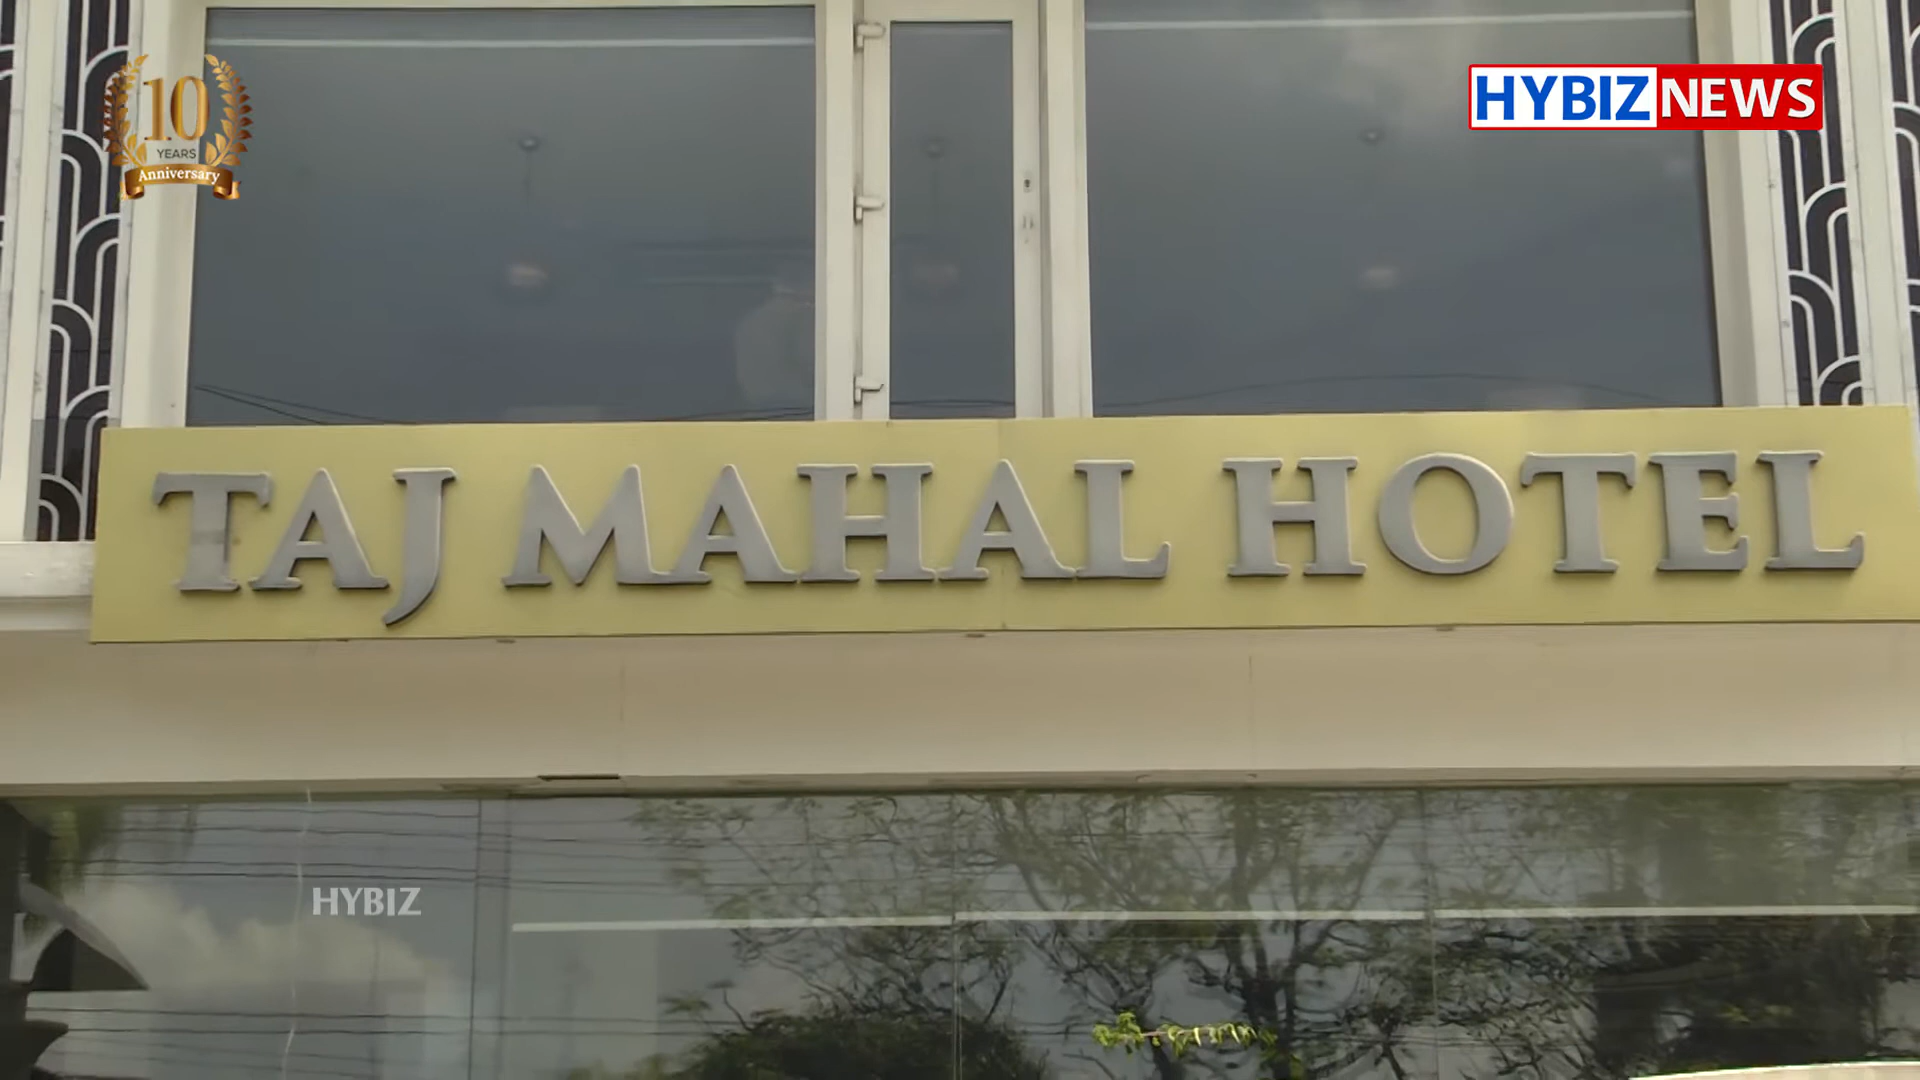 10
YEARS
Anniversary
HYBIZ NEWS
TAJ MAHAL HOTEL
HYBIZ